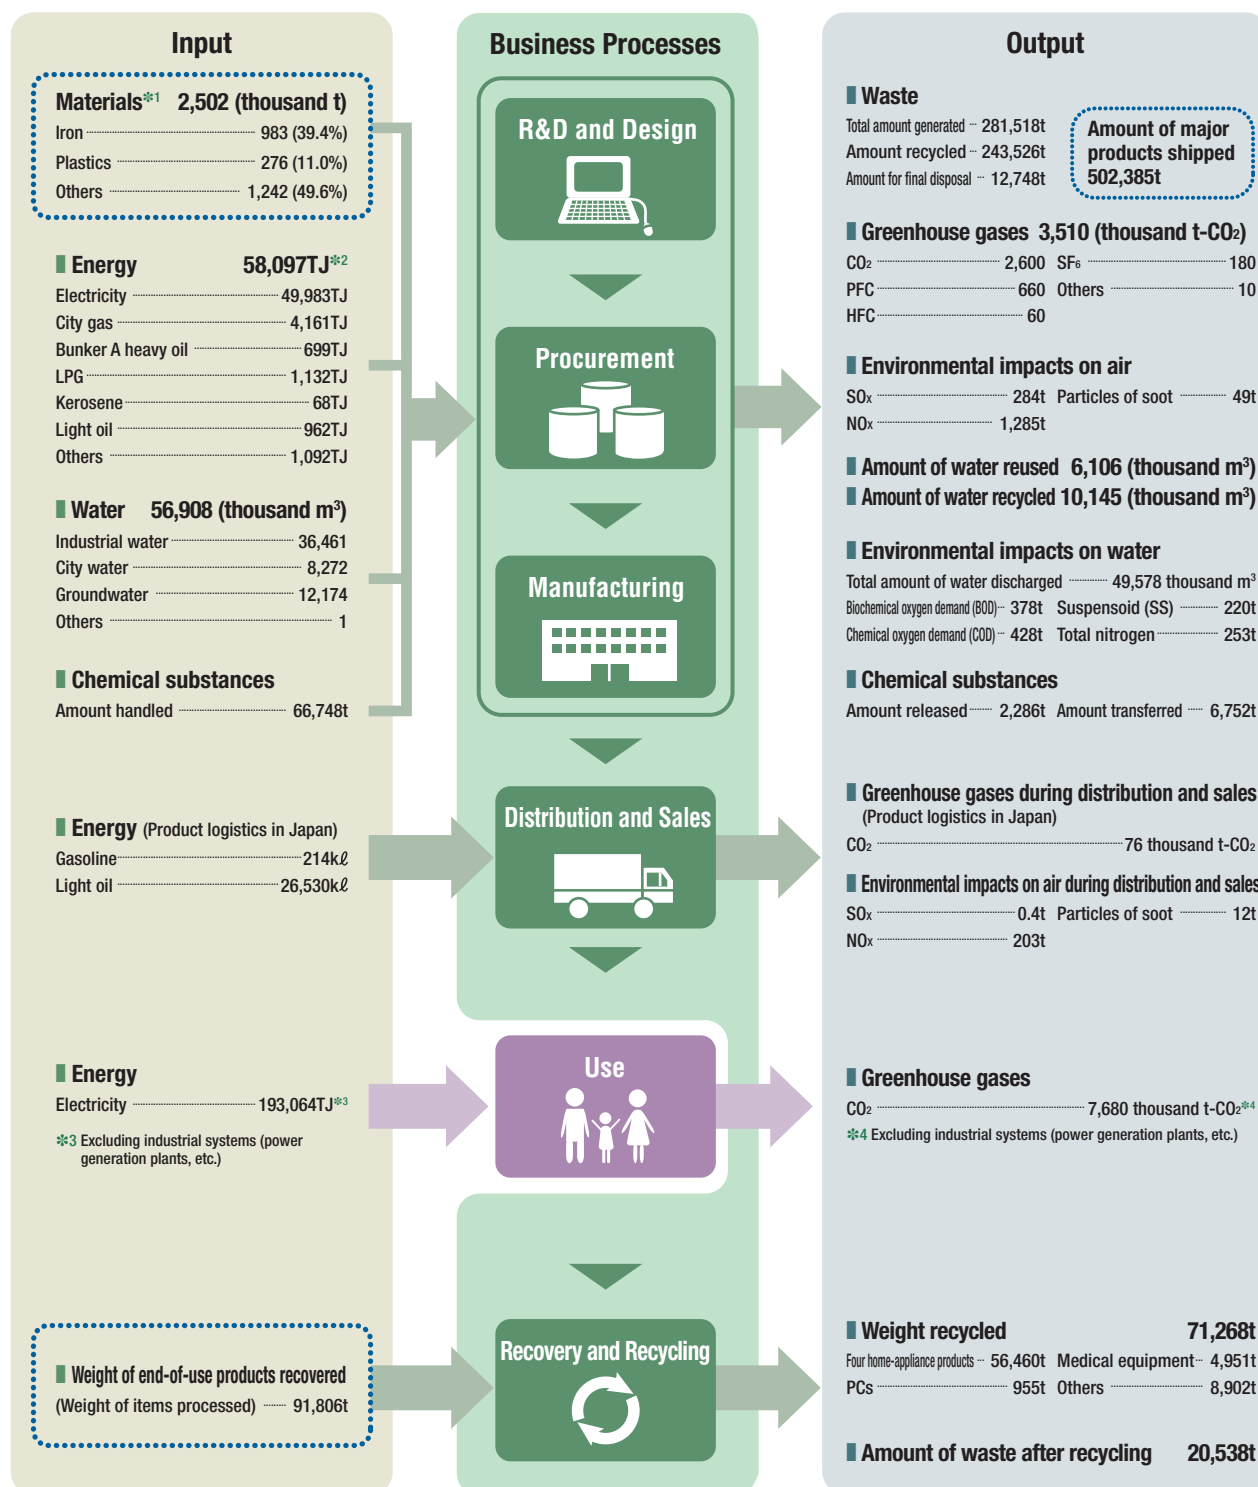 Input
Materials※1 2,502 (thousand t)
Iron 983 (39.4%)
Plastics 276 (11.0%)
Others 1,242 (49.6%)
Energy 58,097TJ※2
Electricity 49,983TJ
City gas 4,161TJ
Bunker A heavy oil 699TJ
LPG 1,132TJ
Kerosene 68TJ
Light oil 962TJ
Others 1,092TJ
Water 56,908 (thousand m³)
Industrial water 36,461
City water 8,272
Groundwater 12,174
Others 1
Chemical substances
Amount handled 66,748t
Energy (Product logistics in Japan)
Gasoline 214kℓ
Light oil 26,530kℓ
Energy
Electricity 193,064TJ※3
※3 Excluding industrial systems (power
generation plants, etc.)
Weight of end-of-use products recovered
(Weight of items processed) 91,806t
Business Processes
R&D and Design
Procurement
Manufacturing
Distribution and Sales
Use
Recovery and Recycling
Output
Waste
Total amount generated 281,518t
Amount recycled 243,526t
Amount for final disposal 12,748t
Amount of major
products shipped
502,385t
Greenhouse gases 3,510 (thousand t-CO₂)
CO₂ 2,600 SF₆ 180
PFC 660 Others 10
HFC 60
Environmental impacts on air
SOx 284t Particles of soot 49t
NOx 1,285t
Amount of water reused 6,106 (thousand m³)
Amount of water recycled 10,145 (thousand m³)
Environmental impacts on water
Total amount of water discharged 49,578 thousand m³
Biochemical oxygen demand (BOD) 378t Suspensoid (SS) 220t
Chemical oxygen demand (COD) 428t Total nitrogen 253t
Chemical substances
Amount released 2,286t Amount transferred 6,752t
Greenhouse gases during distribution and sales
(Product logistics in Japan)
CO₂ 76 thousand t-CO₂
Environmental impacts on air during distribution and sales
SOx 0.4t Particles of soot 12t
NOx 203t
Greenhouse gases
CO₂ 7,680 thousand t-CO₂※4
※4 Excluding industrial systems (power generation plants, etc.)
Weight recycled 71,268t
Four home-appliance products 56,460t Medical equipment 4,951t
PCs 955t Others 8,902t
Amount of waste after recycling 20,538t